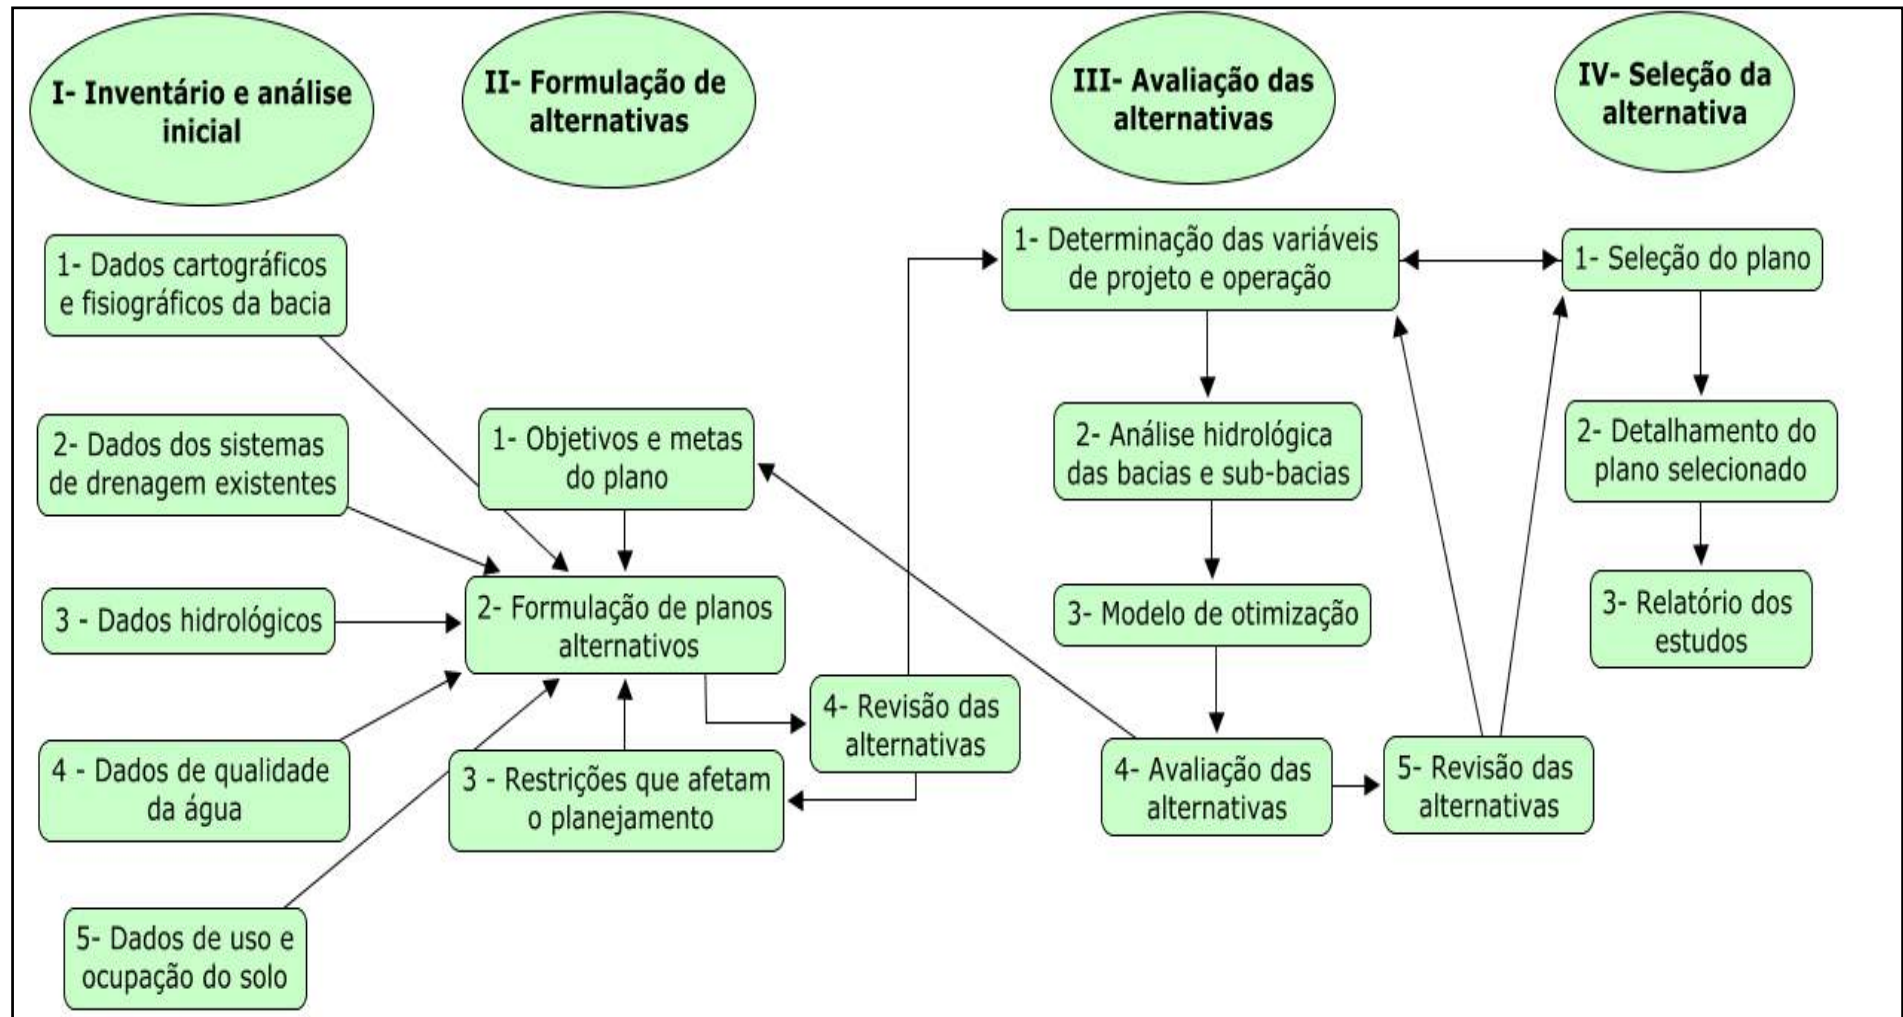 I- Inventário e análise
inicial
II- Formulação de
alternativas
III- Avaliação das
alternativas
IV- Seleção da
alternativa
1- Dados cartográficos
e fisiográficos da bacia
2- Dados dos sistemas
de drenagem existentes
3 - Dados hidrológicos
4 - Dados de qualidade
da água
5- Dados de uso e
ocupação do solo
1- Objetivos e metas
do plano
2- Formulação de planos
alternativos
3 - Restrições que afetam
o planejamento
4- Revisão das
alternativas
1- Determinação das variáveis
de projeto e operação
2- Análise hidrológica
das bacias e sub-bacias
3- Modelo de otimização
4- Avaliação das
alternativas
5- Revisão das
alternativas
1- Seleção do plano
2- Detalhamento do
plano selecionado
3- Relatório dos
estudos